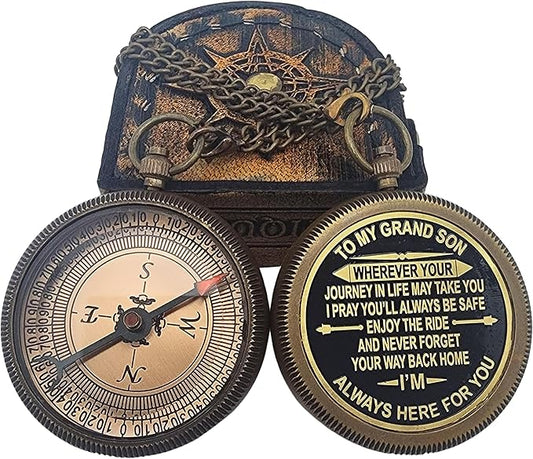 S
W
N
TO MY GRAND SON
WHEREVER YOUR
JOURNEY IN LIFE MAY TAKE YOU
I PRAY YOU'LL ALWAYS BE SAFE
ENJOY THE RIDE
AND NEVER FORGET
YOUR WAY BACK HOME
I'M
ALWAYS HERE FOR YOU